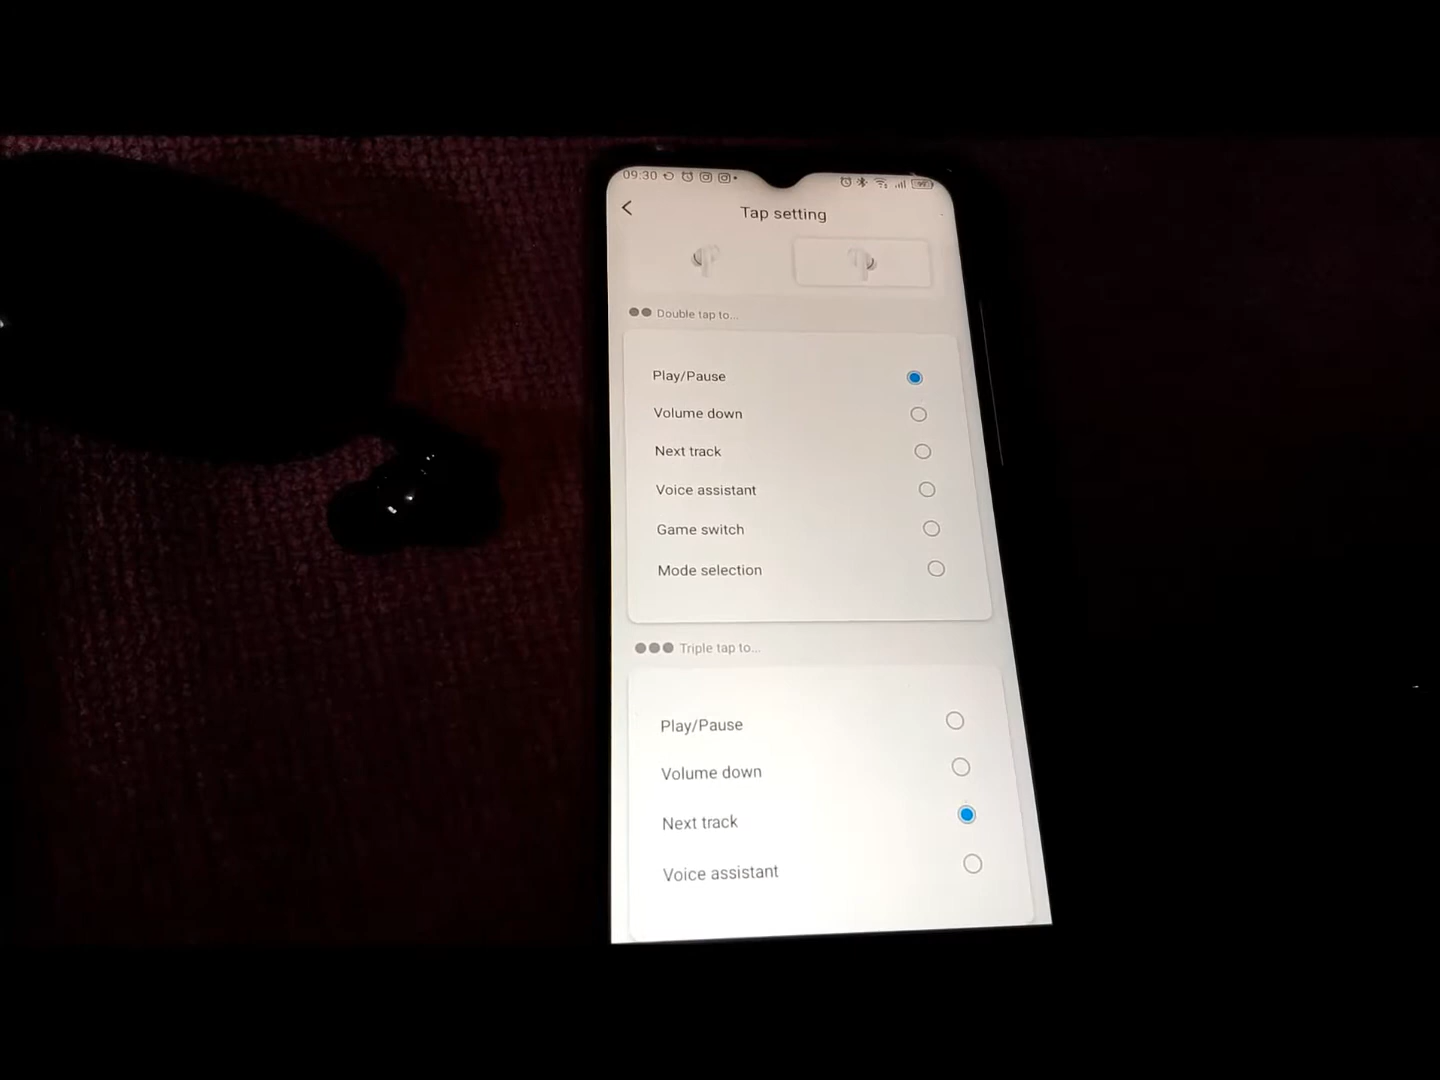 09:30
Tap setting
Double tap to...
Play/Pause
Volume down
Next track
Voice assistant
Game switch
Mode selection
Triple tap to...
Play/Pause
Volume down
Next track
Voice assistant